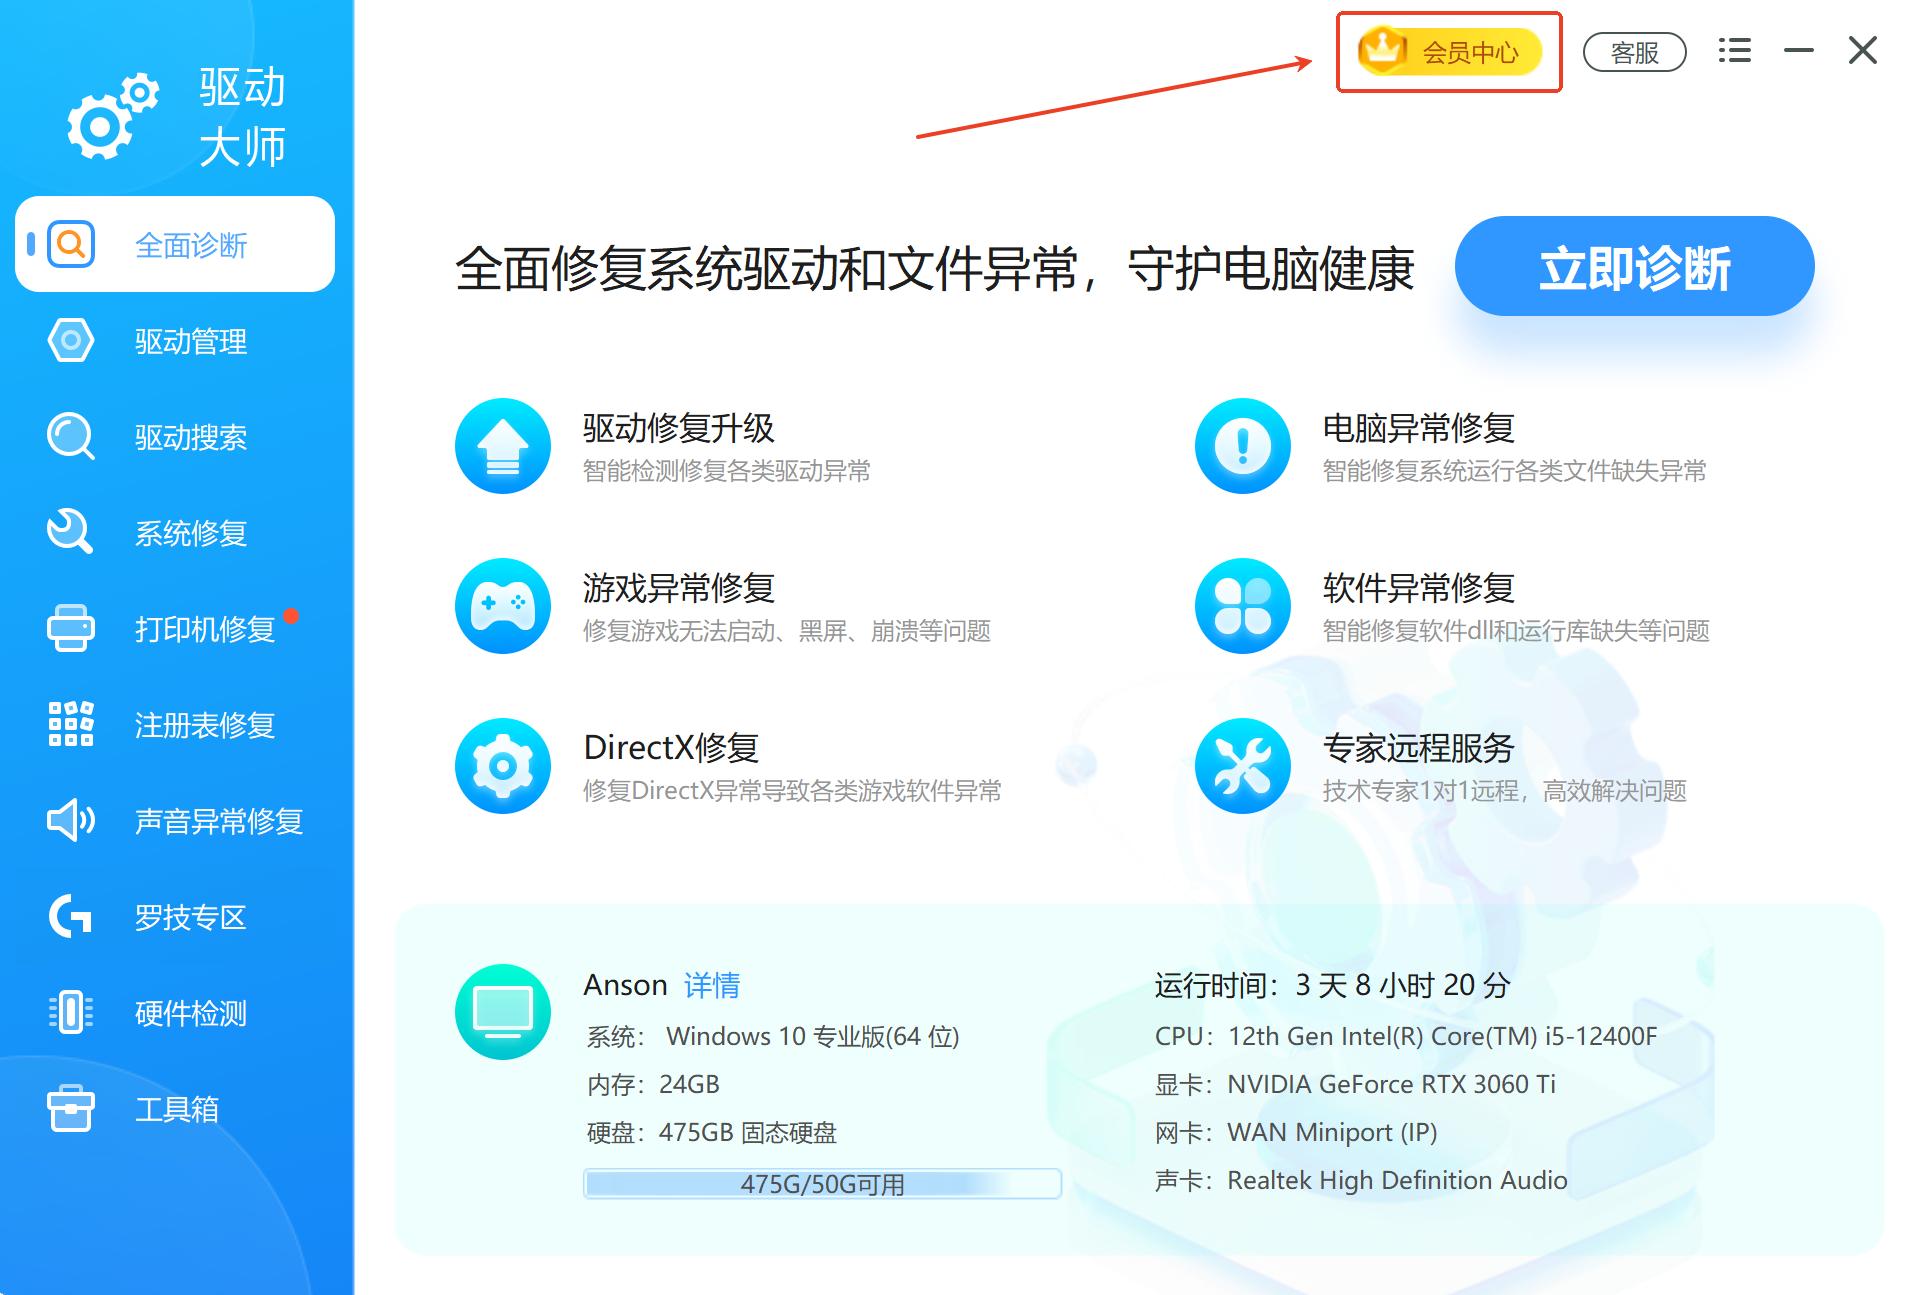 驱动
大师
会员中心
客服
全面诊断
驱动管理
驱动搜索
系统修复
打印机修复
注册表修复
声音异常修复
罗技专区
硬件检测
工具箱
全面修复系统驱动和文件异常，守护电脑健康
立即诊断
驱动修复升级
智能检测修复各类驱动异常
电脑异常修复
智能修复系统运行各类文件缺失异常
游戏异常修复
修复游戏无法启动、黑屏、崩溃等问题
软件异常修复
智能修复软件dll和运行库缺失等问题
DirectX修复
修复DirectX异常导致各类游戏软件异常
专家远程服务
技术专家1对1远程，高效解决问题
Anson 详情
系统： Windows 10 专业版(64 位)
内存：24GB
硬盘：475GB 固态硬盘
475G/50G可用
运行时间：3 天 8 小时 20 分
CPU：12th Gen Intel(R) Core(TM) i5-12400F
显卡：NVIDIA GeForce RTX 3060 Ti
网卡：WAN Miniport (IP)
声卡：Realtek High Definition Audio